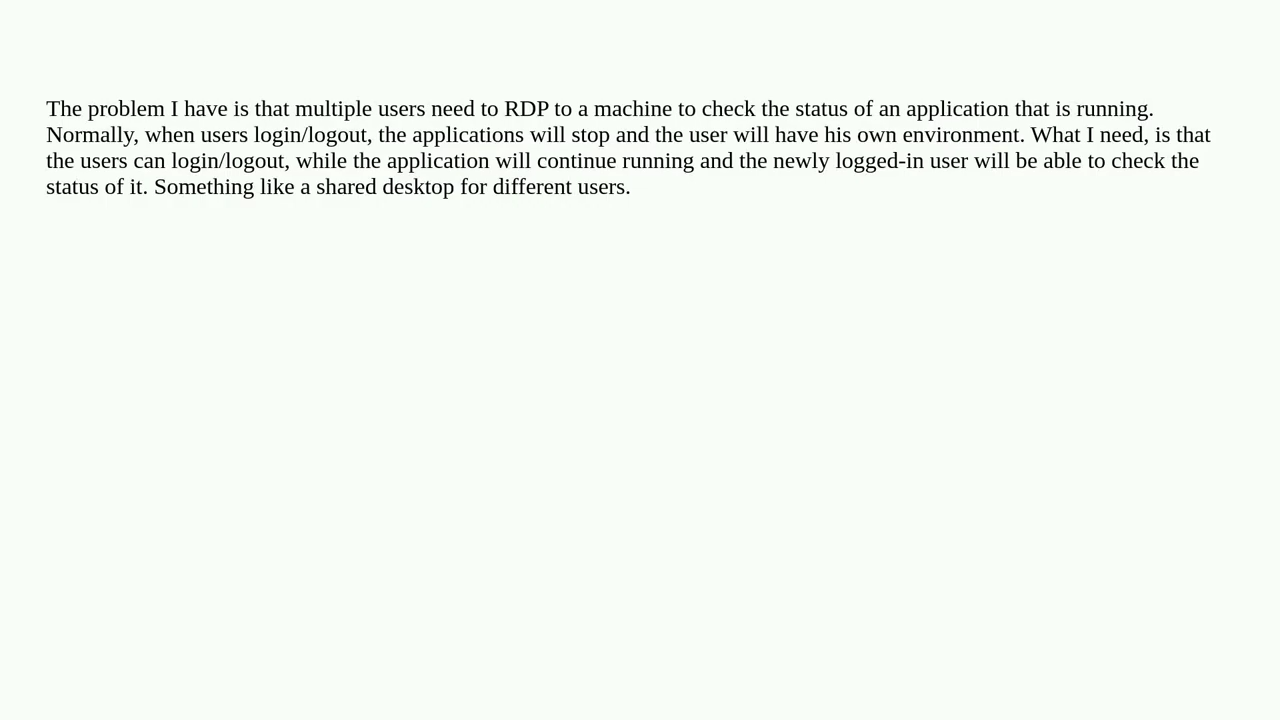 The problem I have is that multiple users need to RDP to a machine to check the status of an application that is running.
Normally, when users login/logout, the applications will stop and the user will have his own environment. What I need, is that
the users can login/logout, while the application will continue running and the newly logged-in user will be able to check the
status of it. Something like a shared desktop for different users.